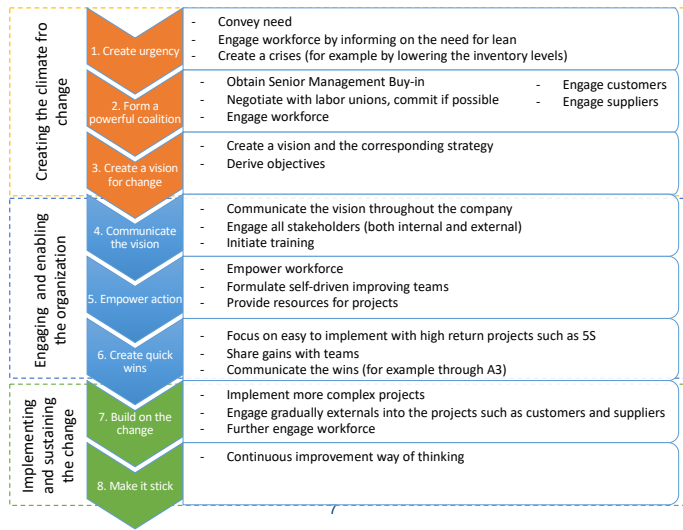 Creating the climate fro
change
1. Create urgency
- Convey need
- Engage workforce by informing on the need for lean
- Create a crises (for example by lowering the inventory levels)
2. Form a
powerful coalition
- Obtain Senior Management Buy-in
- Negotiate with labor unions, commit if possible
- Engage workforce
- Engage customers
- Engage suppliers
3. Create a vision
for change
- Create a vision and the corresponding strategy
- Derive objectives
Engaging and enabling
the organization
4. Communicate
the vision
- Communicate the vision throughout the company
- Engage all stakeholders (both internal and external)
- Initiate training
5. Empower action
- Empower workforce
- Formulate self-driven improving teams
- Provide resources for projects
6. Create quick
wins
- Focus on easy to implement with high return projects such as 5S
- Share gains with teams
- Communicate the wins (for example through A3)
Implementing
and sustaining
the change
7. Build on the
change
- Implement more complex projects
- Engage gradually externals into the projects such as customers and suppliers
- Further engage workforce
8. Make it stick
- Continuous improvement way of thinking